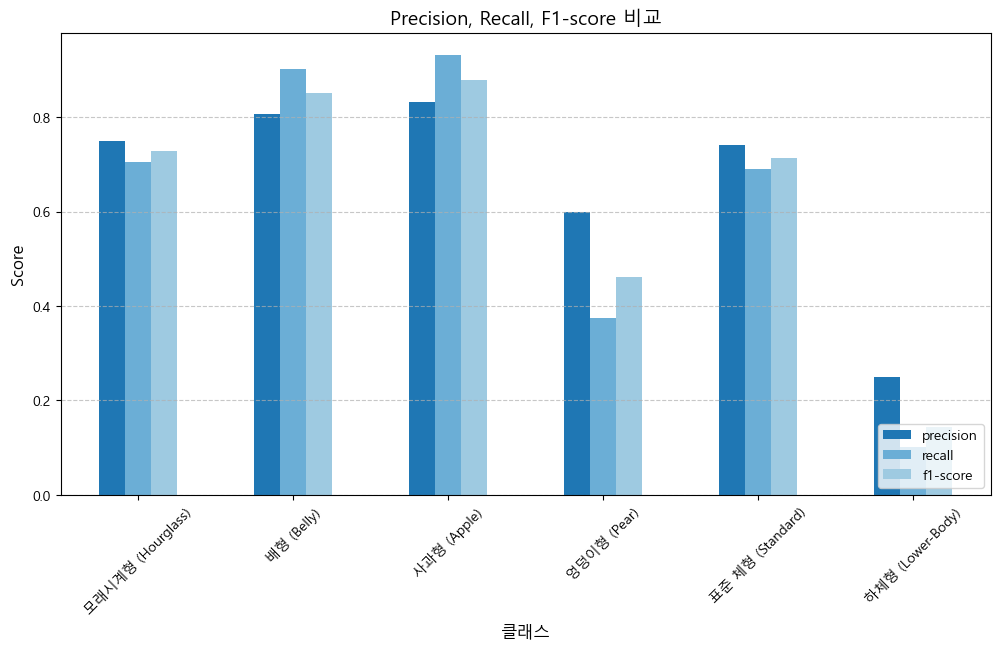 Precision, Recall, F1-score 비교
Score
0.8
0.6
0.4
0.2
0.0
precision
recall
f1-score
모래시계형 (Hourglass)
배형 (Belly)
사과형 (Apple)
엉덩이형 (Pear)
표준 체형 (Standard)
하체형 (Lower-Body)
클래스